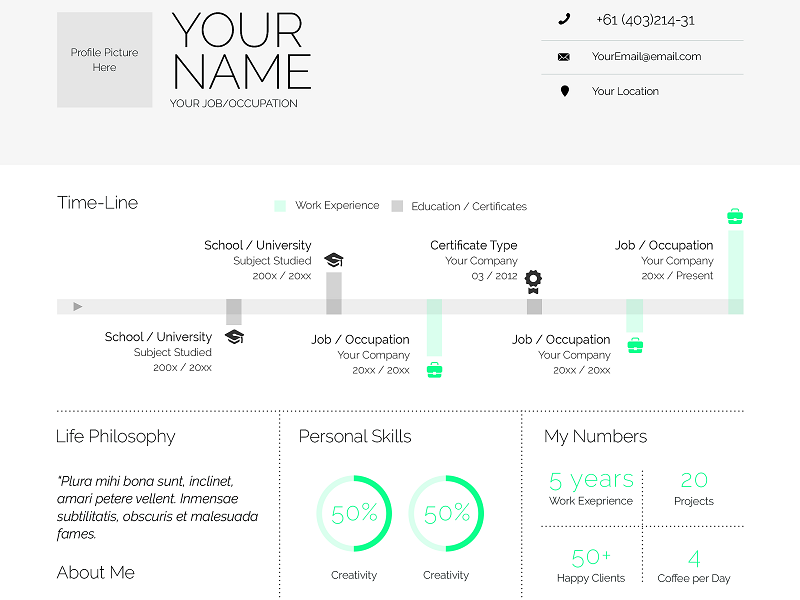 Profile Picture
Here
YOUR
NAME
YOUR JOB/OCCUPATION
+61 (403)214-31
YourEmail@email.com
Your Location
Time-Line
Work Experience
Education / Certificates
School / University
Subject Studied
200x / 20xx
Certificate Type
Your Company
03 / 2012
Job / Occupation
Your Company
20xx / Present
School / University
Subject Studied
200x / 20xx
Job / Occupation
Your Company
20xx / 20xx
Job / Occupation
Your Company
20xx / 20xx
Life Philosophy
"Plura mihi bona sunt, inclinet,
amari petere vellent. Inmensae
subtilitatis, obscuris et malesuada
fames.
About Me
Personal Skills
50%
Creativity
50%
Creativity
My Numbers
5 years
Work Exeprience
20
Projects
50+
Happy Clients
4
Coffee per Day